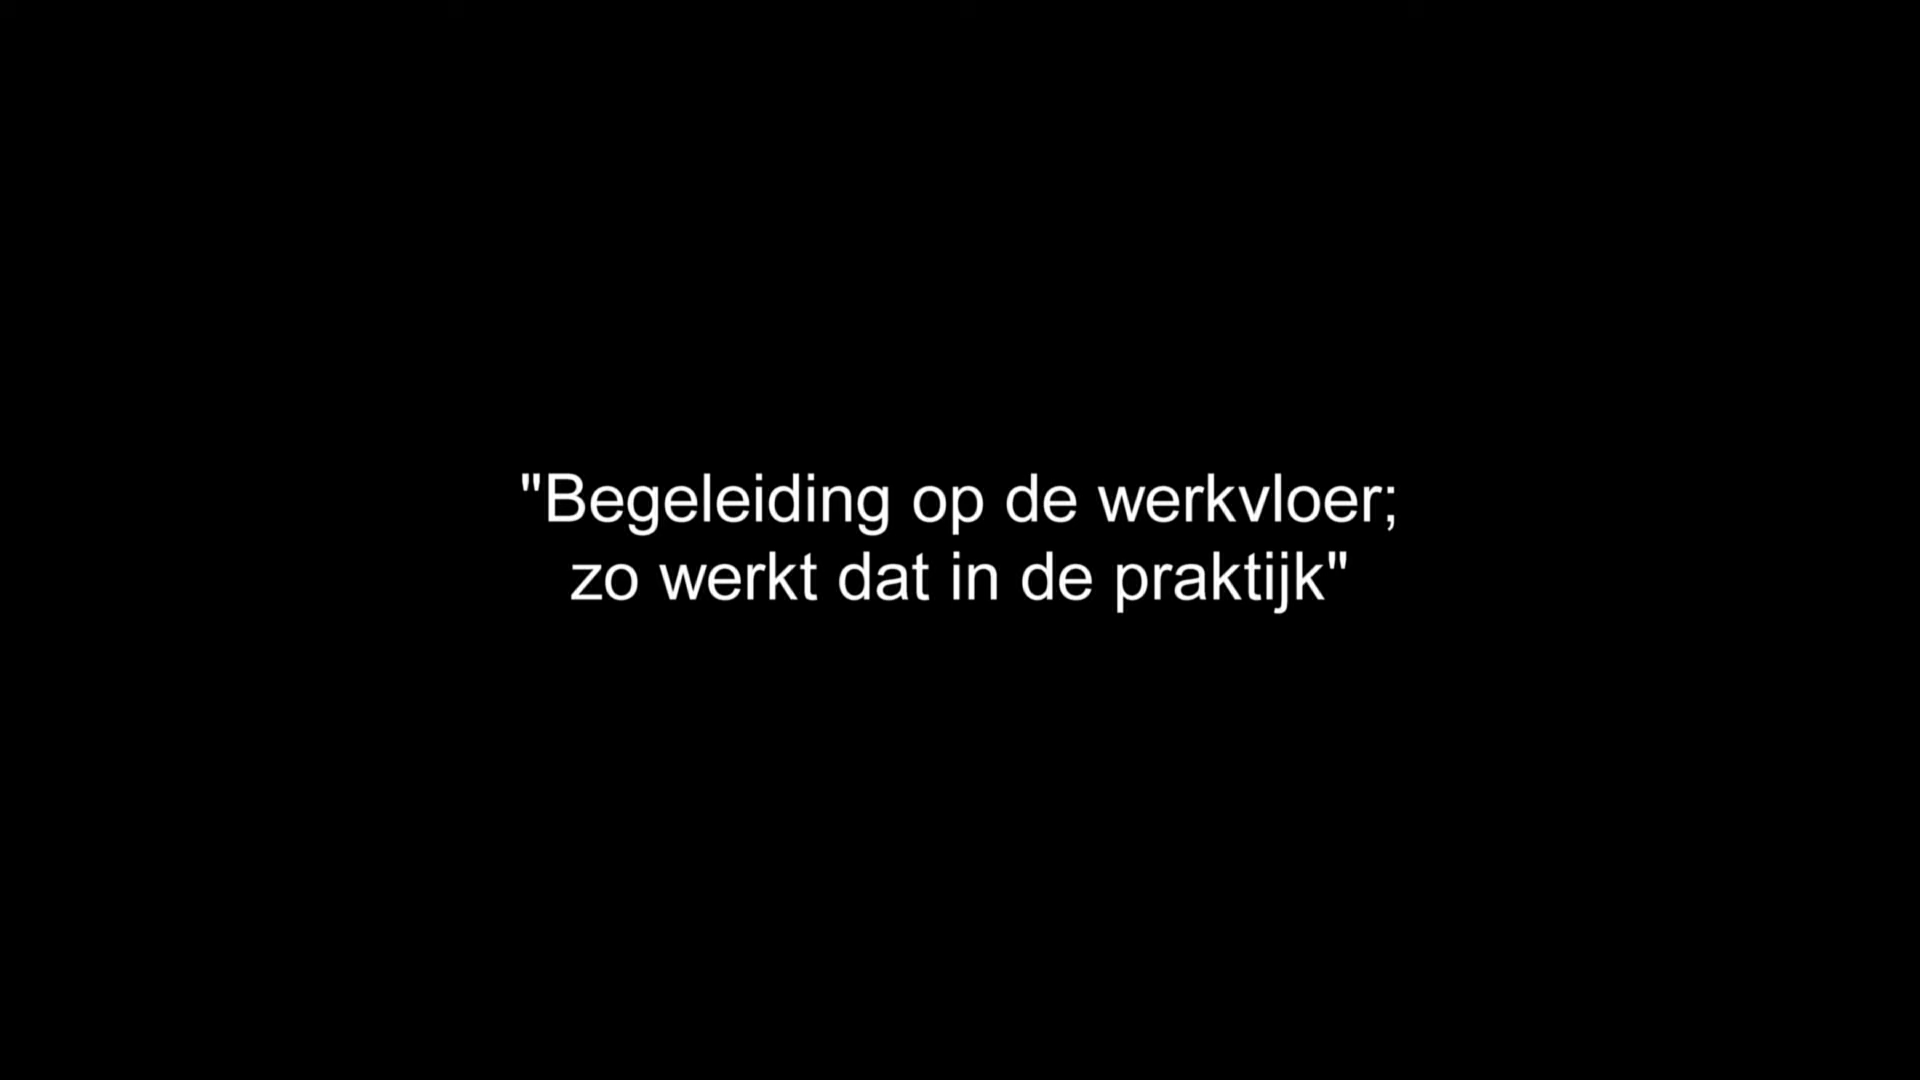 "Begeleiding op de werkvloer;
zo werkt dat in de praktijk"